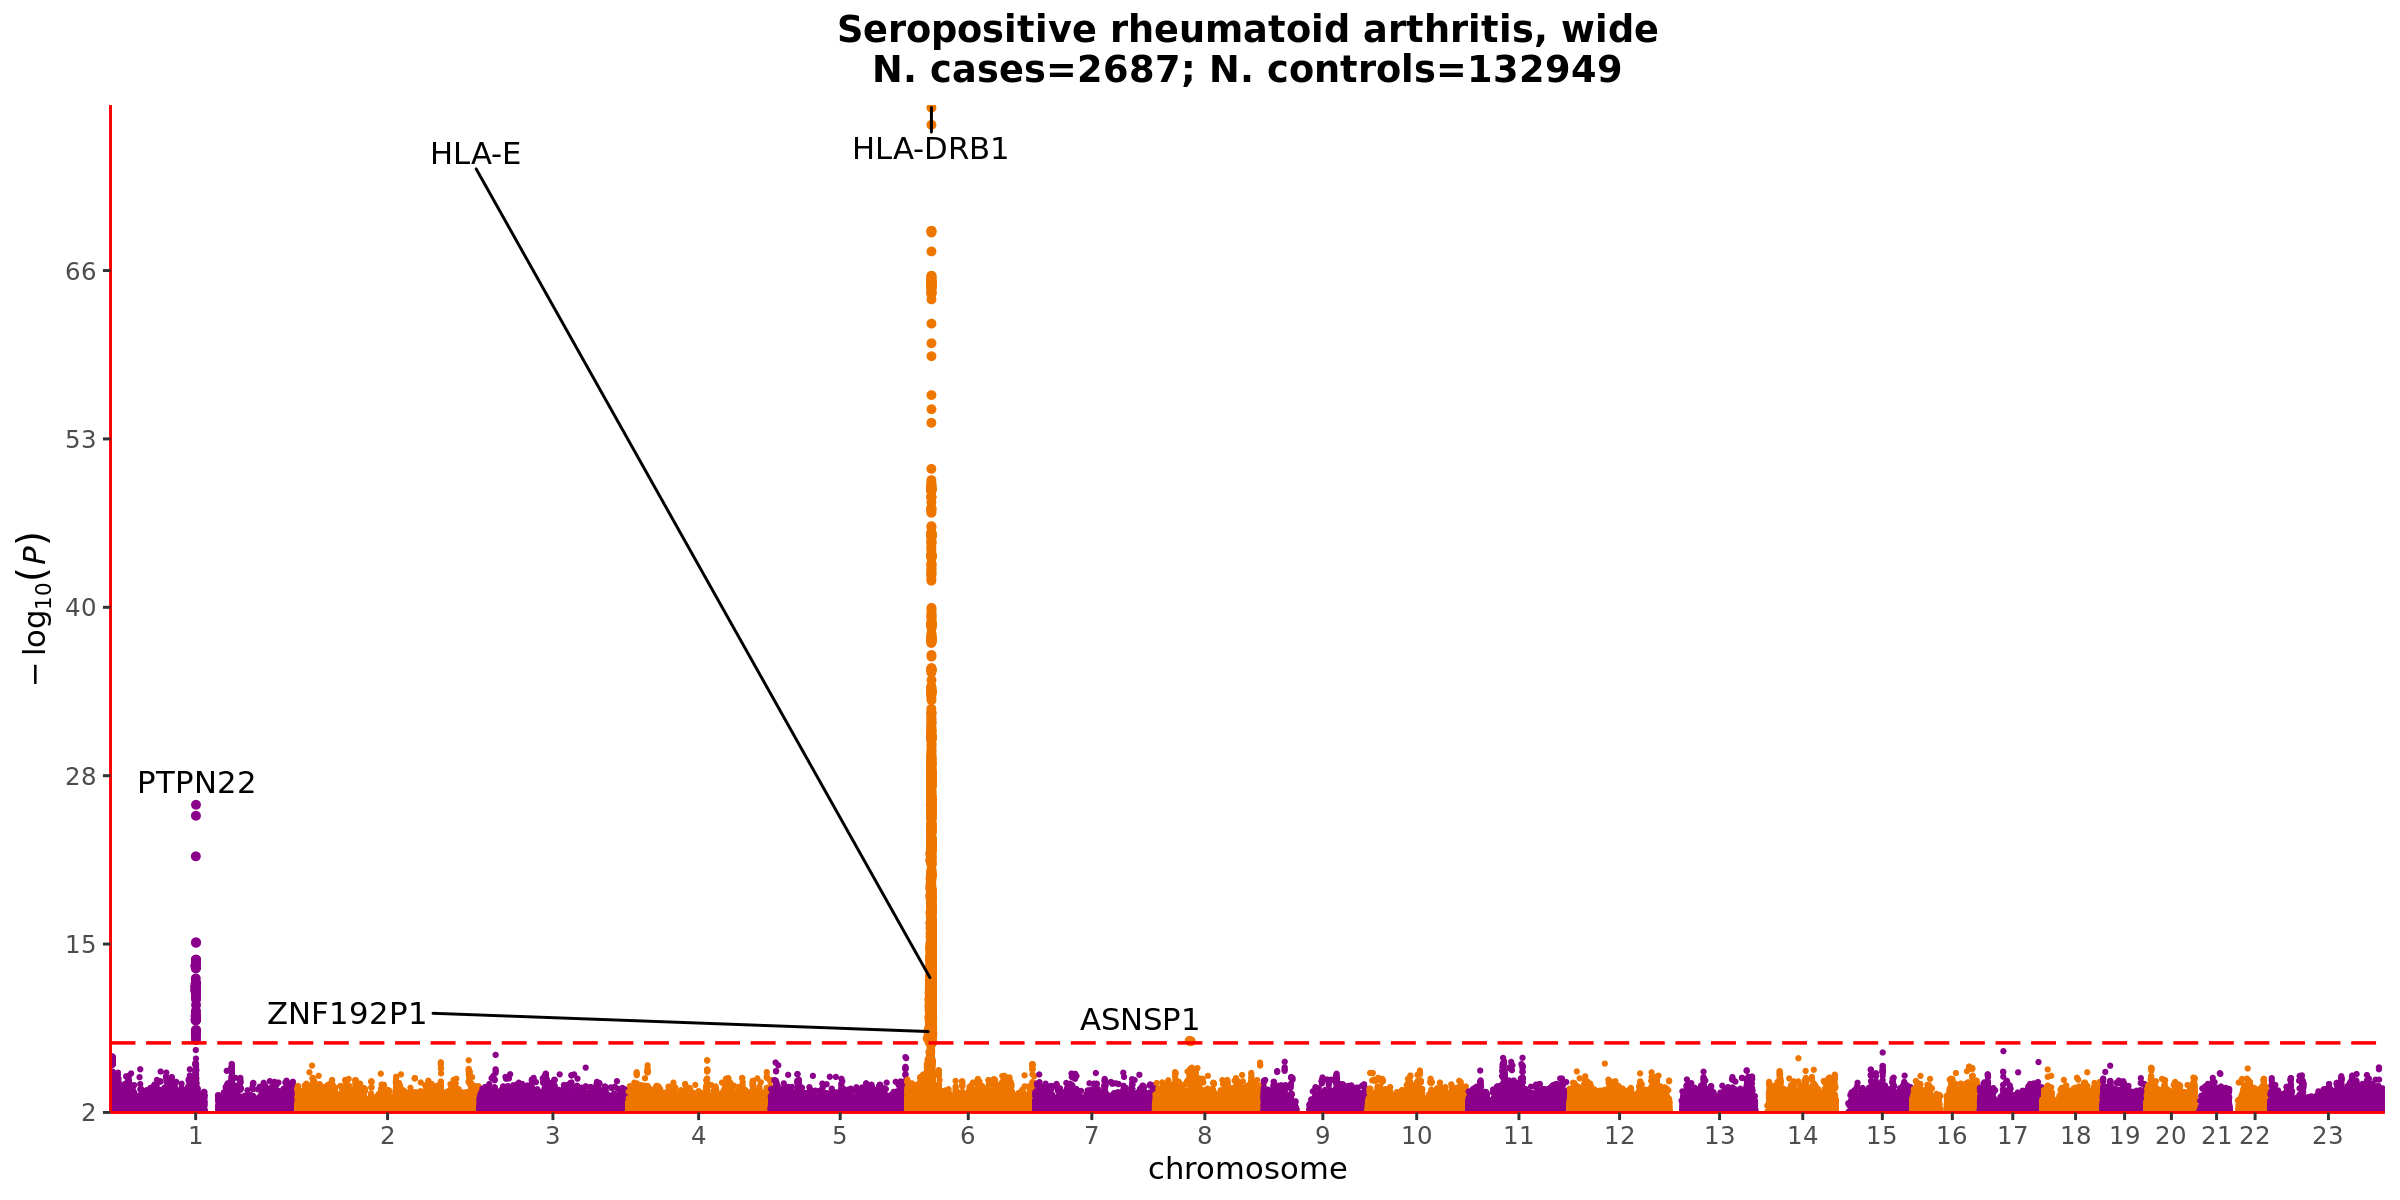 Seropositive rheumatoid arthritis, wide
N. cases=2687; N. controls=132949
HLA-E
HLA-DRB1
66
53
− log10(P)
40
28
PTPN22
15
ZNF192P1
ASNSP1
2
1 2 3 4 5 6 7 8 9 10 11 12 13 14 15 16 17 18 19 20 21 22 23
chromosome